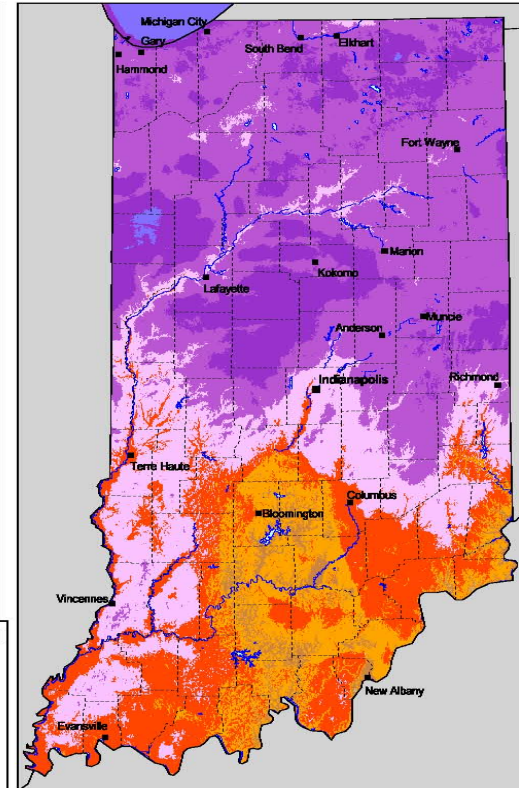 Michigan City
Gary
South Bend
Elkhart
Hammond
Fort Wayne
Marion
Kokomo
Lafayette
Muncie
Anderson
Richmond
Indianapolis
Terre Haute
Columbus
Bloomington
Vincennes
New Albany
Evansville